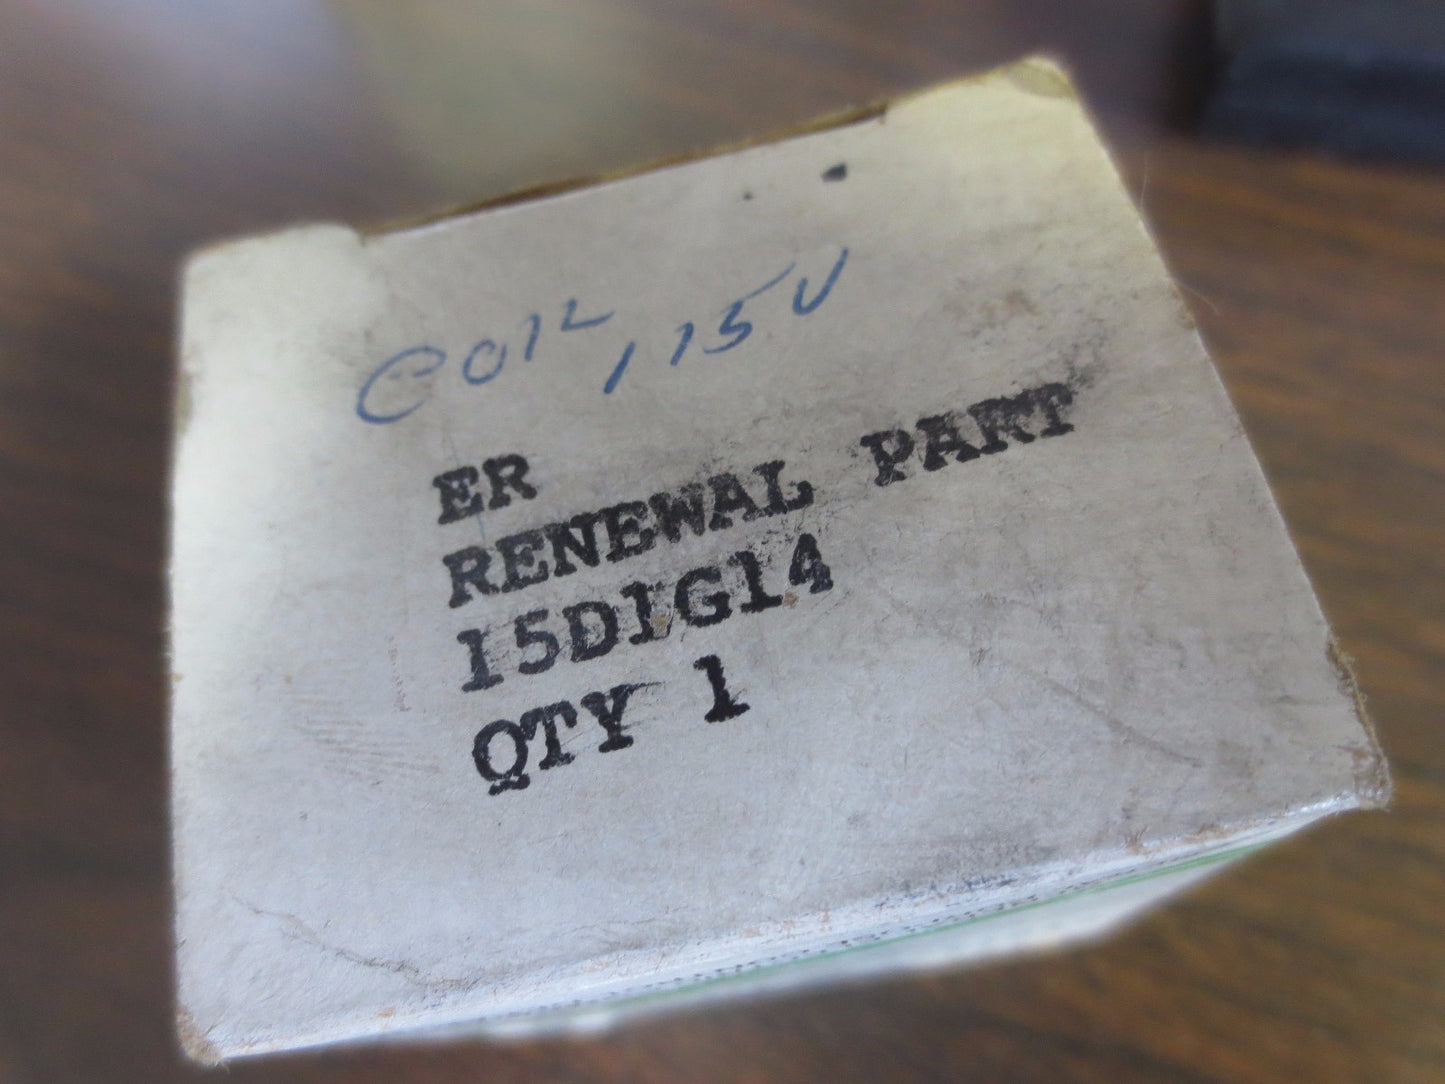 COIL, 115V
ER
RENEWAL PART
15D1G14
QTY 1